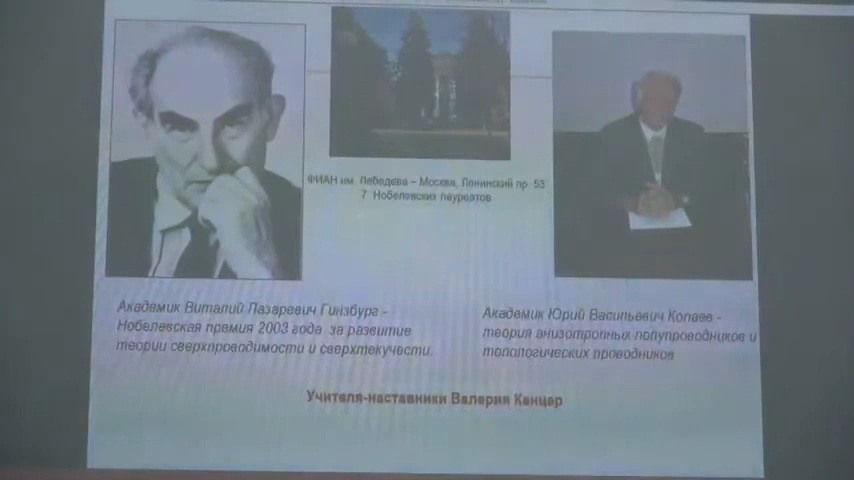 ФИАН им. Лебедева – Москва, Ленинский пр. 53
7 Нобелевских лауреатов
Академик Виталий Лазаревич Гинзбург -
Нобелевская премия 2003 года за развитие
теории сверхпроводимости и сверхтекучести.
Академик Юрий Васильевич Копаев -
теория анизотропных полупроводников и
топологических проводников
Учителя-наставники Валерия Канцер